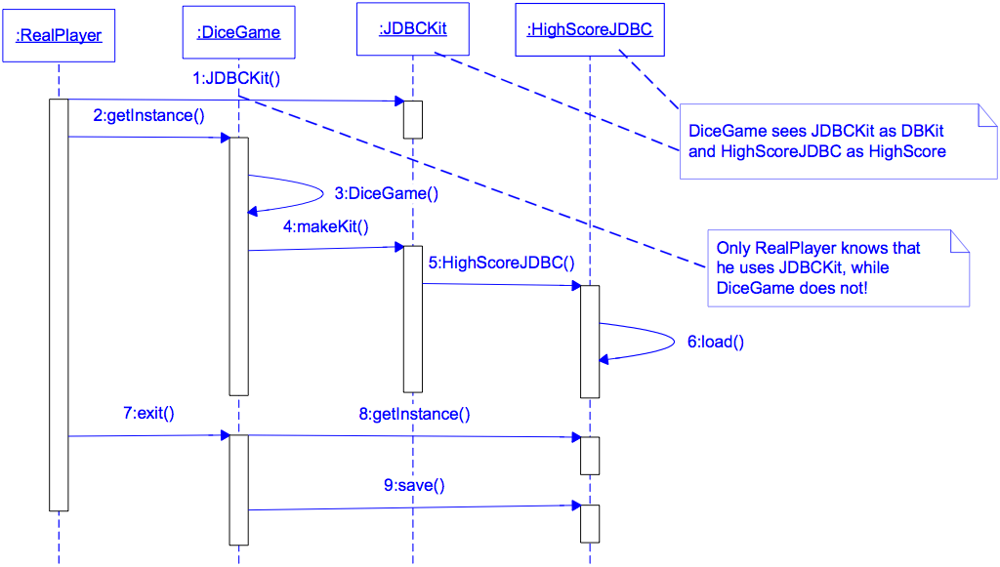 :RealPlayer
:DiceGame
:JDBCKit
:HighScoreJDBC
1:JDBCKit()
2:getInstance()
DiceGame sees JDBCKit as DBKit
and HighScoreJDBC as HighScore
3:DiceGame()
4:makeKit()
Only RealPlayer knows that
he uses JDBCKit, while
DiceGame does not!
5:HighScoreJDBC()
6:load()
7:exit()
8:getInstance()
9:save()